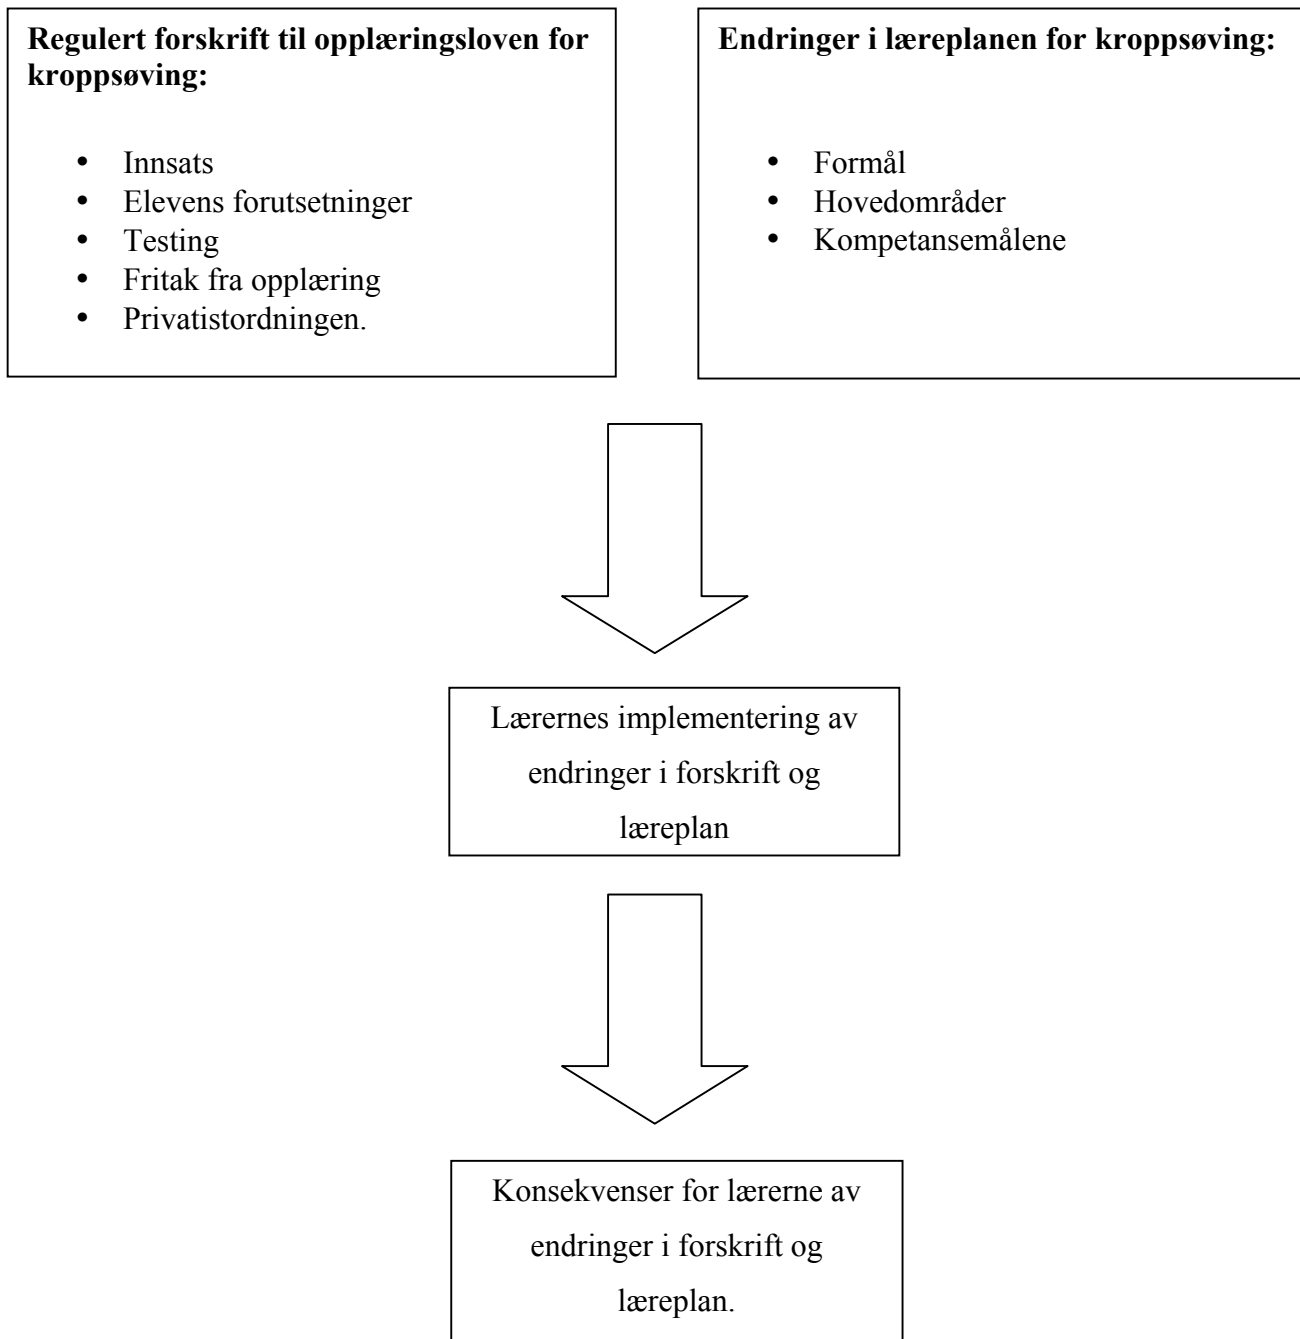 Regulert forskrift til opplæringsloven for
kroppsøving:
• Innsats
• Elevens forutsetninger
• Testing
• Fritak fra opplæring
• Privatistordningen.
Endringer i læreplanen for kroppsøving:
• Formål
• Hovedområder
• Kompetansemålene
Lærernes implementering av
endringer i forskrift og
læreplan
Konsekvenser for lærerne av
endringer i forskrift og
læreplan.